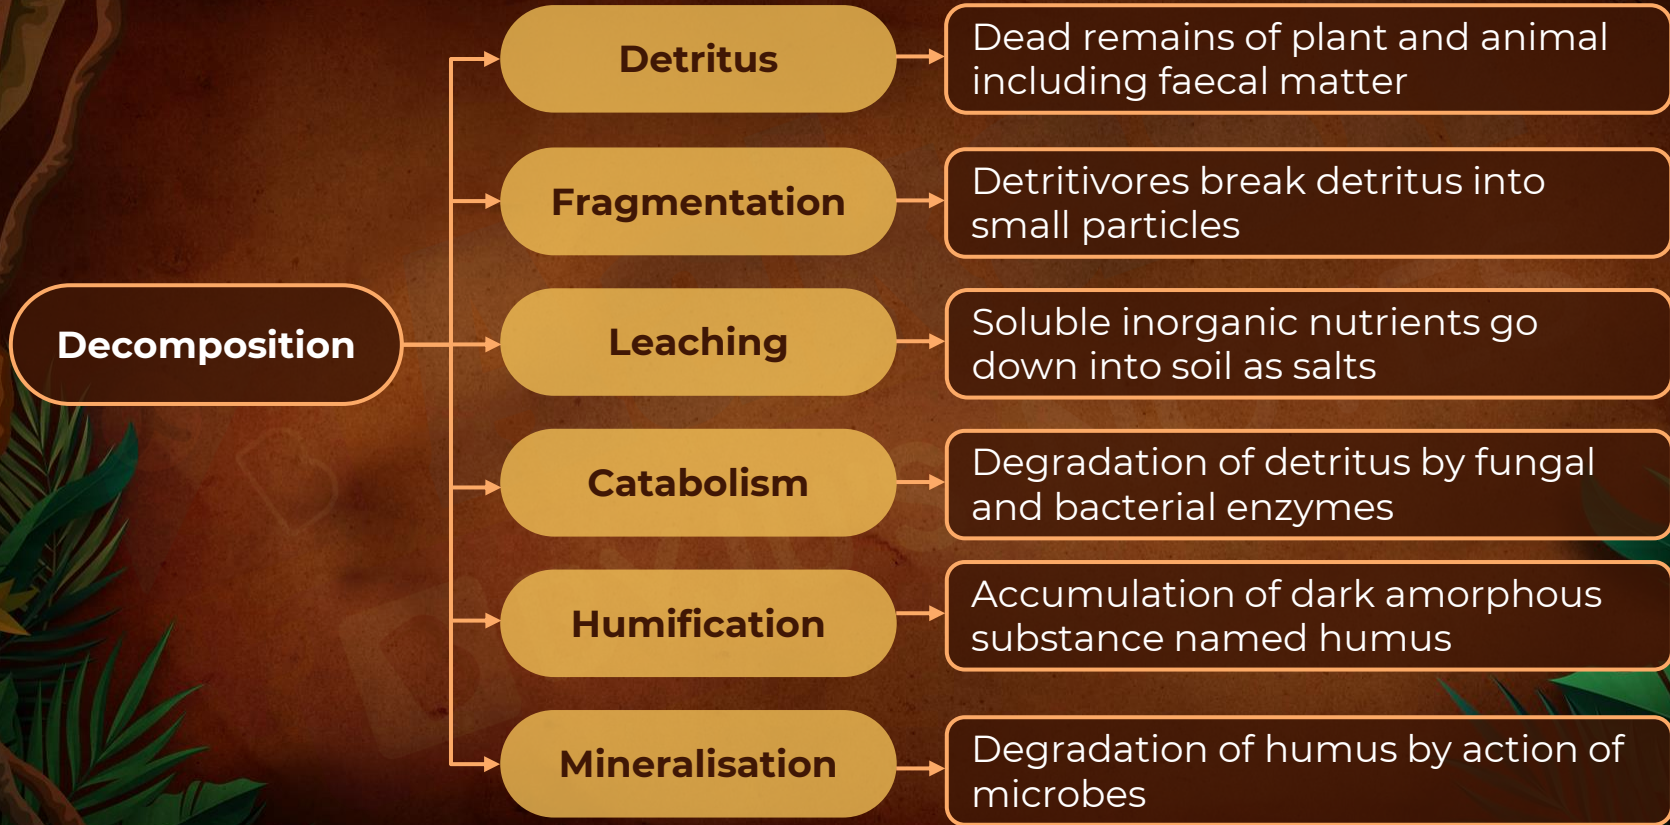 Detritus
Dead remains of plant and animal
including faecal matter
Fragmentation
Detritivores break detritus into
small particles
Decomposition
Leaching
Soluble inorganic nutrients go
down into soil as salts
Catabolism
Degradation of detritus by fungal
and bacterial enzymes
Humification
Accumulation of dark amorphous
substance named humus
Mineralisation
Degradation of humus by action of
microbes